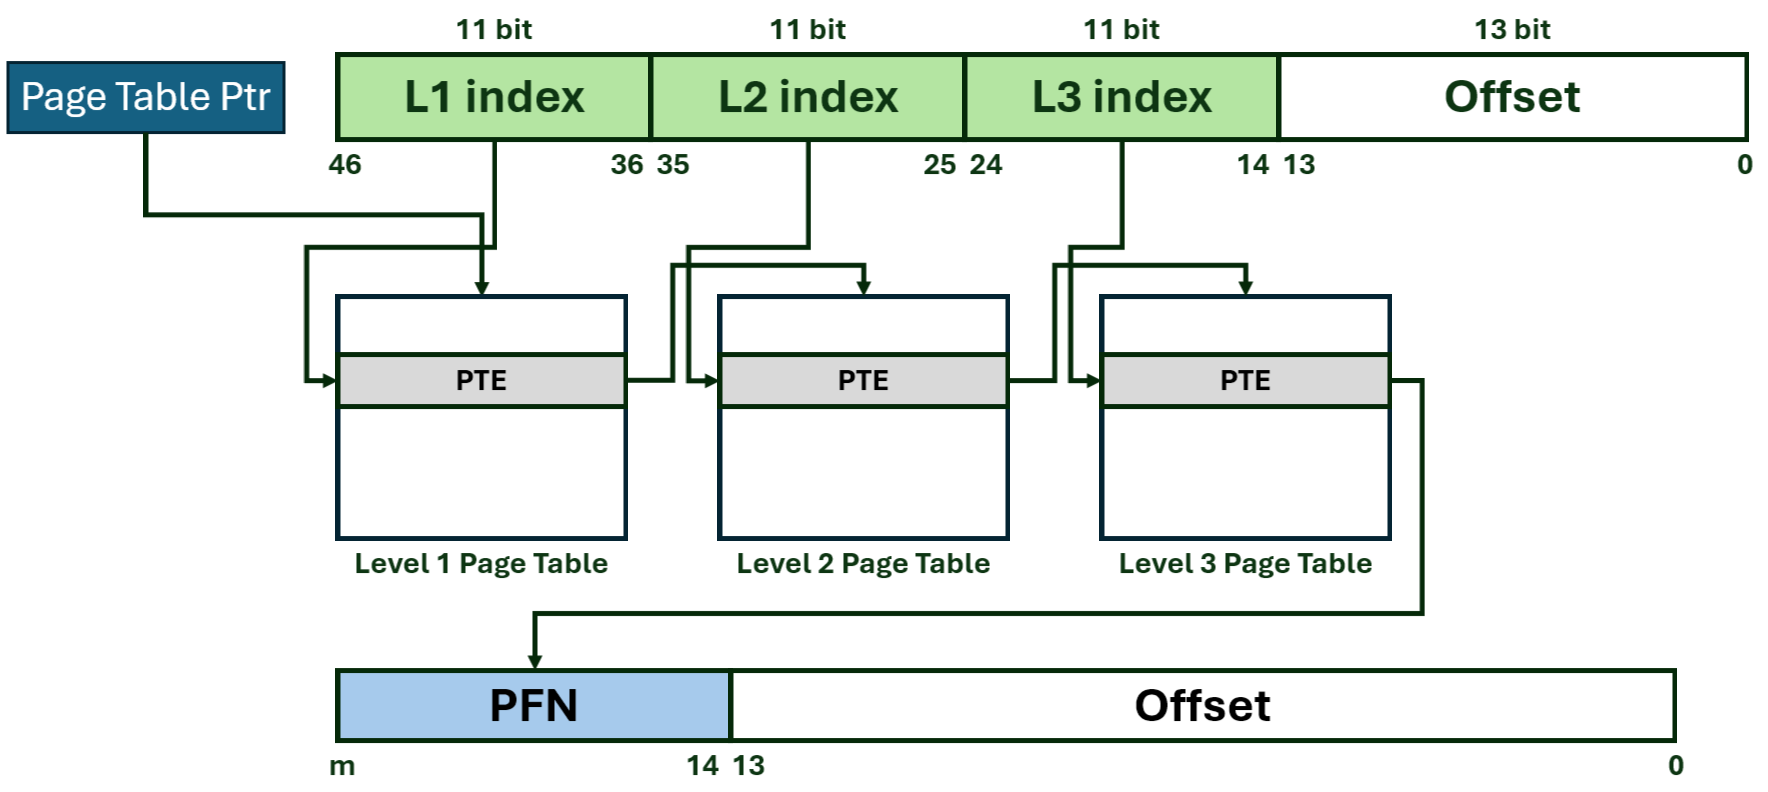 11 bit 11 bit 11 bit 13 bit
Page Table Ptr L1 index L2 index L3 index Offset
46 36 35 25 24 14 13 0
PTE PTE PTE
Level 1 Page Table Level 2 Page Table Level 3 Page Table
PFN Offset
m 14 13 0